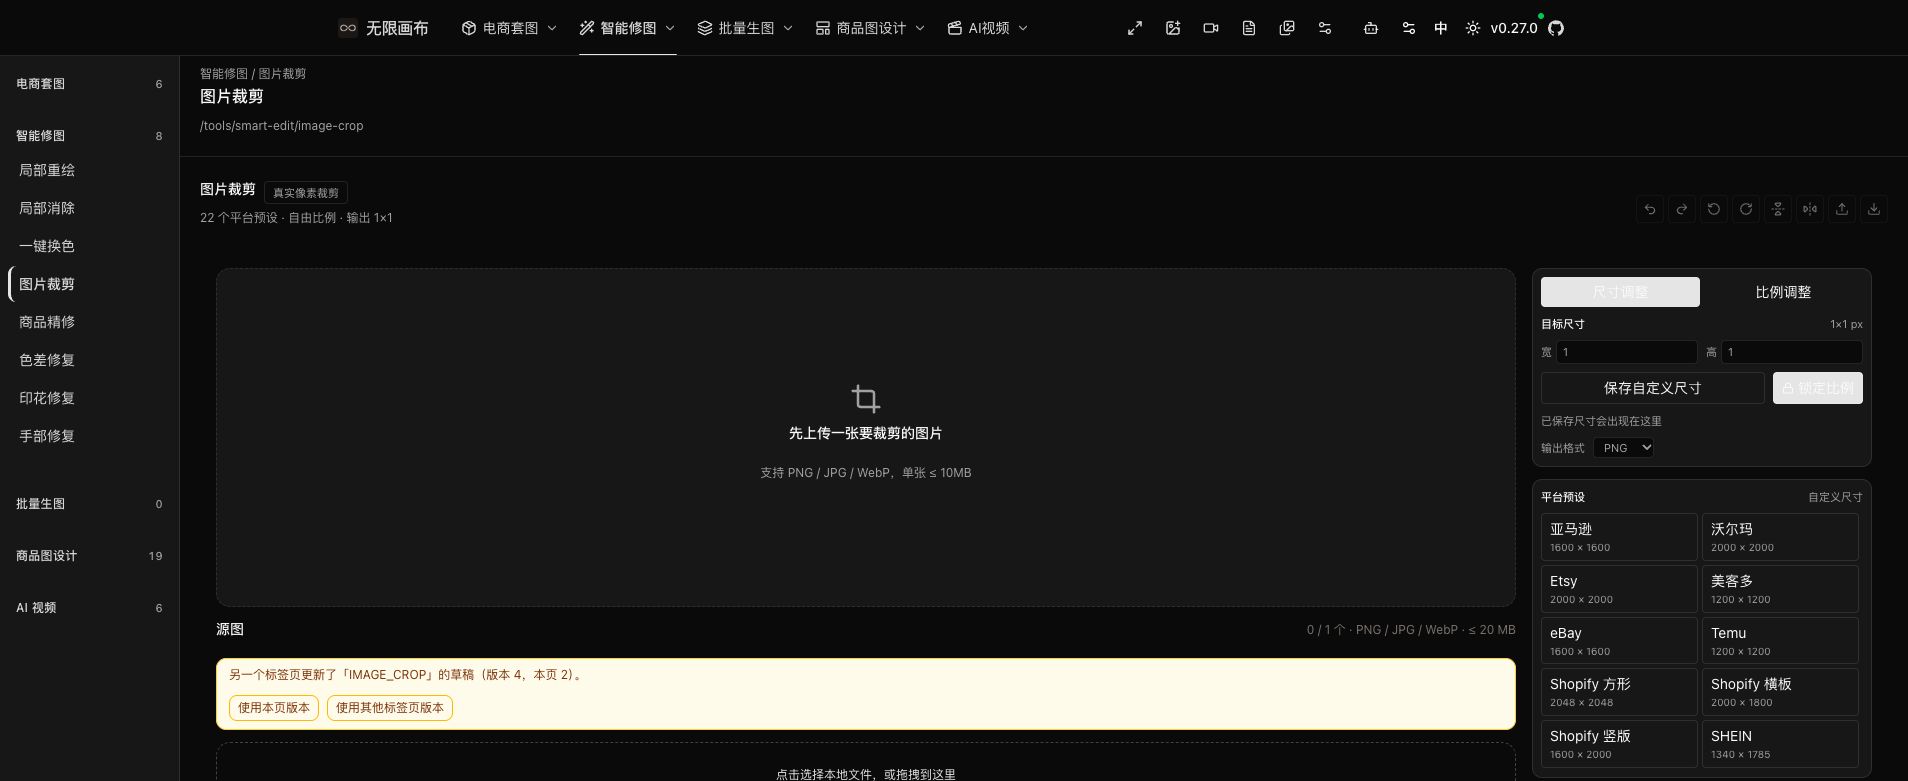 无限画布
电商套图
智能修图
批量生图
商品图设计
AI视频
中
v0.27.0
电商套图 6
智能修图 8
局部重绘
局部消除
一键换色
图片裁剪
商品精修
色差修复
印花修复
手部修复
批量生图 0
商品图设计 19
AI 视频 6
智能修图 / 图片裁剪
图片裁剪
/tools/smart-edit/image-crop
图片裁剪 真实像素裁剪
22 个平台预设 · 自由比例 · 输出 1×1
先上传一张要裁剪的图片
支持 PNG / JPG / WebP，单张 ≤ 10MB
源图 0 / 1 个 · PNG / JPG / WebP · ≤ 20 MB
另一个标签页更新了「IMAGE_CROP」的草稿（版本 4，本页 2）。
使用本页版本 使用其他标签页版本
点击选择本地文件，或拖拽到这里
尺寸调整 比例调整
目标尺寸 1×1 px
宽 1 高 1
保存自定义尺寸 锁定比例
已保存尺寸会出现在这里
输出格式 PNG
平台预设 自定义尺寸
亚马逊
1600 × 1600
沃尔玛
2000 × 2000
Etsy
2000 × 2000
美客多
1200 × 1200
eBay
1600 × 1600
Temu
1200 × 1200
Shopify 方形
2048 × 2048
Shopify 横板
2000 × 1800
Shopify 竖版
1600 × 2000
SHEIN
1340 × 1785